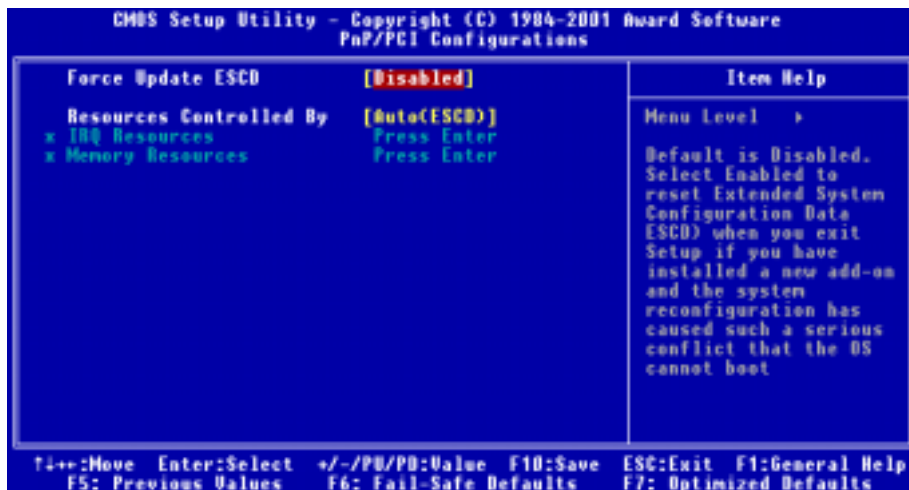 CMOS Setup Utility - Copyright (C) 1984-2001 Award Software
PnP/PCI Configurations
Force Update ESCD [Disabled]
Resources Controlled By [Auto(ESCD)]
x IRQ Resources Press Enter
x Memory Resources Press Enter
Item Help
Menu Level ▸
Default is Disabled.
Select Enabled to
reset Extended System
Configuration Data
ESCD) when you exit
Setup if you have
installed a new add-on
and the system
reconfiguration has
caused such a serious
conflict that the OS
cannot boot
↑↓→←:Move Enter:Select +/-/PU/PD:Value F10:Save ESC:Exit F1:General Help
F5: Previous Values F6: Fail-Safe Defaults F7: Optimized Defaults